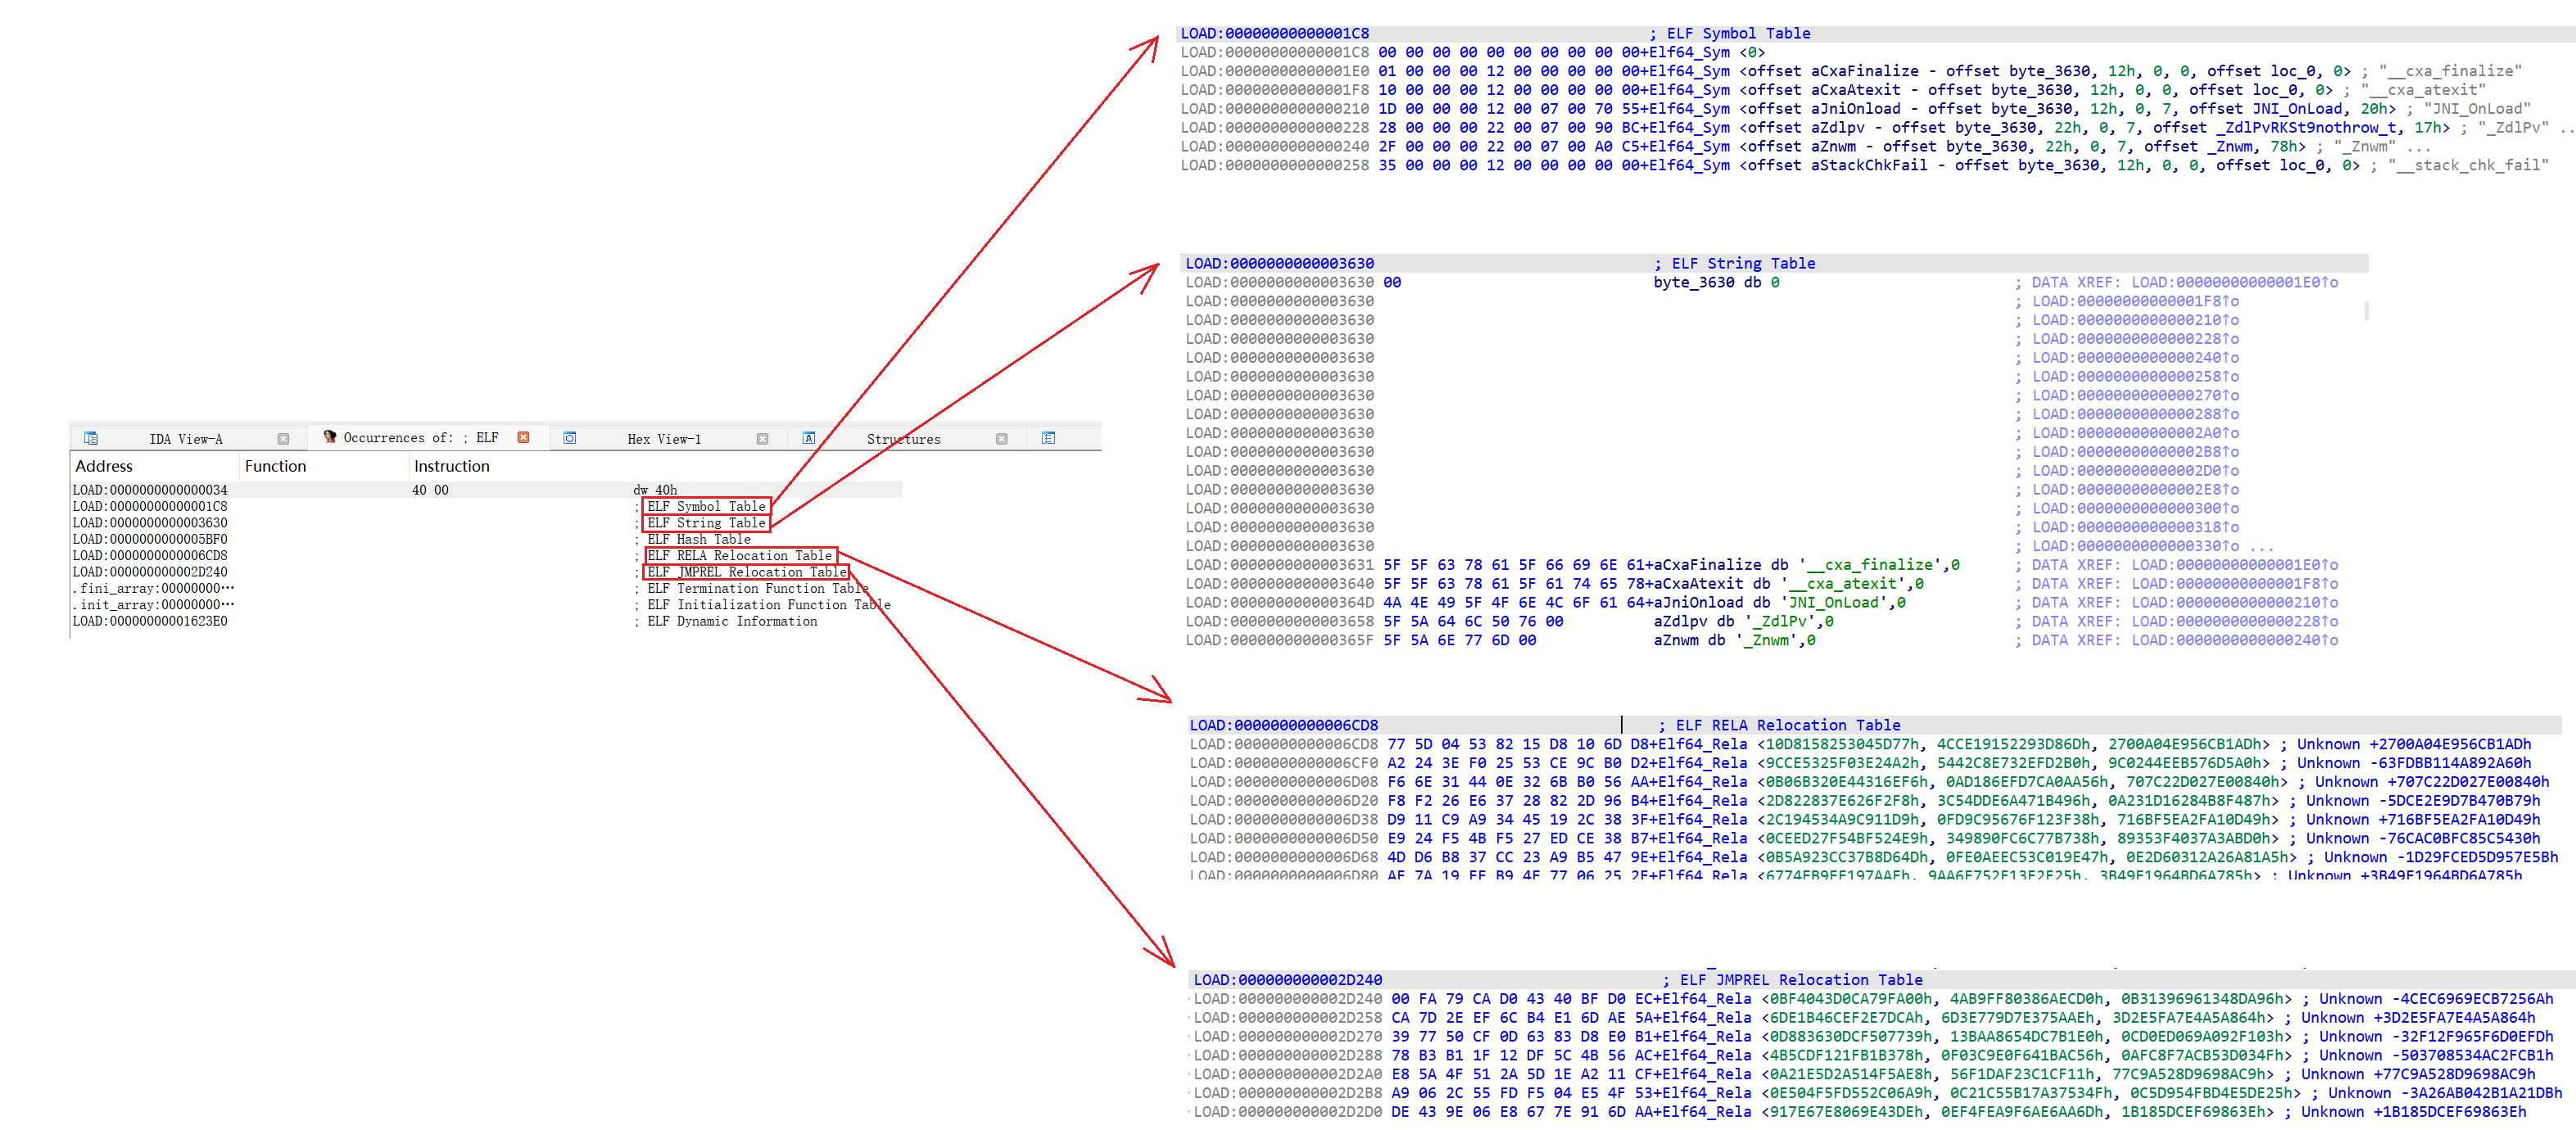 IDA View-A
Occurrences of: ; ELF
Hex View-1
Structures
Address Function Instruction
LOAD:0000000000000034 40 00 dw 40h
LOAD:00000000000001C8 ; ELF Symbol Table
LOAD:0000000000003630 ; ELF String Table
LOAD:0000000000005BF0 ; ELF Hash Table
LOAD:0000000000006CD8 ; ELF RELA Relocation Table
LOAD:000000000002D240 ; ELF JMPREL Relocation Table
.fini_array:00000000… ; ELF Termination Function Table
.init_array:00000000… ; ELF Initialization Function Table
LOAD:00000000001623E0 ; ELF Dynamic Information
LOAD:00000000000001C8 ; ELF Symbol Table
LOAD:00000000000001C8 00 00 00 00 00 00 00 00 00 00+Elf64_Sym <0>
LOAD:00000000000001E0 01 00 00 00 12 00 00 00 00 00+Elf64_Sym <offset aCxaFinalize - offset byte_3630, 12h, 0, 0, offset loc_0, 0> ; "__cxa_finalize"
LOAD:00000000000001F8 10 00 00 00 12 00 00 00 00 00+Elf64_Sym <offset aCxaAtexit - offset byte_3630, 12h, 0, 0, offset loc_0, 0> ; "__cxa_atexit"
LOAD:0000000000000210 1D 00 00 00 12 00 07 00 70 55+Elf64_Sym <offset aJniOnload - offset byte_3630, 12h, 0, 7, offset JNI_OnLoad, 20h> ; "JNI_OnLoad"
LOAD:0000000000000228 28 00 00 00 22 00 07 00 90 BC+Elf64_Sym <offset aZdlpv - offset byte_3630, 22h, 0, 7, offset _ZdlPvRKSt9nothrow_t, 17h> ; "_ZdlPv" ...
LOAD:0000000000000240 2F 00 00 00 22 00 07 00 A0 C5+Elf64_Sym <offset aZnwm - offset byte_3630, 22h, 0, 7, offset _Znwm, 78h> ; "_Znwm" ...
LOAD:0000000000000258 35 00 00 00 12 00 00 00 00 00+Elf64_Sym <offset aStackChkFail - offset byte_3630, 12h, 0, 0, offset loc_0, 0> ; "__stack_chk_fail"
LOAD:0000000000003630 ; ELF String Table
LOAD:0000000000003630 00 byte_3630 db 0 ; DATA XREF: LOAD:00000000000001E0↑o
LOAD:0000000000003630 ; LOAD:00000000000001F8↑o
LOAD:0000000000003630 ; LOAD:0000000000000210↑o
LOAD:0000000000003630 ; LOAD:0000000000000228↑o
LOAD:0000000000003630 ; LOAD:0000000000000240↑o
LOAD:0000000000003630 ; LOAD:0000000000000258↑o
LOAD:0000000000003630 ; LOAD:0000000000000270↑o
LOAD:0000000000003630 ; LOAD:0000000000000288↑o
LOAD:0000000000003630 ; LOAD:00000000000002A0↑o
LOAD:0000000000003630 ; LOAD:00000000000002B8↑o
LOAD:0000000000003630 ; LOAD:00000000000002D0↑o
LOAD:0000000000003630 ; LOAD:00000000000002E8↑o
LOAD:0000000000003630 ; LOAD:0000000000000300↑o
LOAD:0000000000003630 ; LOAD:0000000000000318↑o
LOAD:0000000000003630 ; LOAD:0000000000000330↑o ...
LOAD:0000000000003631 5F 5F 63 78 61 5F 66 69 6E 61+aCxaFinalize db '__cxa_finalize',0 ; DATA XREF: LOAD:00000000000001E0↑o
LOAD:0000000000003640 5F 5F 63 78 61 5F 61 74 65 78+aCxaAtexit db '__cxa_atexit',0 ; DATA XREF: LOAD:00000000000001F8↑o
LOAD:000000000000364D 4A 4E 49 5F 4F 6E 4C 6F 61 64+aJniOnload db 'JNI_OnLoad',0 ; DATA XREF: LOAD:0000000000000210↑o
LOAD:0000000000003658 5F 5A 64 6C 50 76 00 aZdlpv db '_ZdlPv',0 ; DATA XREF: LOAD:0000000000000228↑o
LOAD:000000000000365F 5F 5A 6E 77 6D 00 aZnwm db '_Znwm',0 ; DATA XREF: LOAD:0000000000000240↑o
LOAD:0000000000006CD8 ; ELF RELA Relocation Table
LOAD:0000000000006CD8 77 5D 04 53 82 15 D8 10 6D D8+Elf64_Rela <10D8158253045D77h, 4CCE19152293D86Dh, 2700A04E956CB1ADh> ; Unknown +2700A04E956CB1ADh
LOAD:0000000000006CF0 A2 24 3E F0 25 53 CE 9C B0 D2+Elf64_Rela <9CCE5325F03E24A2h, 5442C8E732EFD2B0h, 9C0244EEB576D5A0h> ; Unknown -63FDBB114A892A60h
LOAD:0000000000006D08 F6 6E 31 44 0E 32 6B B0 56 AA+Elf64_Rela <0B06B320E44316EF6h, 0AD186EFD7CA0AA56h, 707C22D027E00840h> ; Unknown +707C22D027E00840h
LOAD:0000000000006D20 F8 F2 26 E6 37 28 82 2D 96 B4+Elf64_Rela <2D822837E626F2F8h, 3C54DDE6A471B496h, 0A231D16284B8F487h> ; Unknown -5DCE2E9D7B470B79h
LOAD:0000000000006D38 D9 11 C9 A9 34 45 19 2C 38 3F+Elf64_Rela <2C194534A9C911D9h, 0FD9C95676F123F38h, 716BF5EA2FA10D49h> ; Unknown +716BF5EA2FA10D49h
LOAD:0000000000006D50 E9 24 F5 4B F5 27 ED CE 38 B7+Elf64_Rela <0CEED27F54BF524E9h, 349890FC6C77B738h, 89353F4037A3ABD0h> ; Unknown -76CAC0BFC85C5430h
LOAD:0000000000006D68 4D D6 B8 37 CC 23 A9 B5 47 9E+Elf64_Rela <0B5A923CC37B8D64Dh, 0FE0AEEC53C019E47h, 0E2D60312A26A81A5h> ; Unknown -1D29FCED5D957E5Bh
LOAD:0000000000006D80
LOAD:000000000002D240 ; ELF JMPREL Relocation Table
LOAD:000000000002D240 00 FA 79 CA D0 43 40 BF D0 EC+Elf64_Rela <0BF4043D0CA79FA00h, 4AB9FF80386AECD0h, 0B31396961348DA96h> ; Unknown -4CEC6969ECB7256Ah
LOAD:000000000002D258 CA 7D 2E EF 6C B4 E1 6D AE 5A+Elf64_Rela <6DE1B46CEF2E7DCAh, 6D3E779D7E375AAEh, 3D2E5FA7E4A5A864h> ; Unknown +3D2E5FA7E4A5A864h
LOAD:000000000002D270 39 77 50 CF 0D 63 83 D8 E0 B1+Elf64_Rela <0D883630DCF507739h, 13BAA8654DC7B1E0h, 0CD0ED069A092F103h> ; Unknown -32F12F965F6D0EFDh
LOAD:000000000002D288 78 B3 B1 1F 12 DF 5C 4B 56 AC+Elf64_Rela <4B5CDF121FB1B378h, 0F03C9E0F641BAC56h, 0AFC8F7ACB53D034Fh> ; Unknown -503708534AC2FCB1h
LOAD:000000000002D2A0 E8 5A 4F 51 2A 5D 1E A2 11 CF+Elf64_Rela <0A21E5D2A514F5AE8h, 56F1DAF23C1CF11h, 77C9A528D9698AC9h> ; Unknown +77C9A528D9698AC9h
LOAD:000000000002D2B8 A9 06 2C 55 FD F5 04 E5 4F 53+Elf64_Rela <0E504F5FD552C06A9h, 0C21C55B17A37534Fh, 0C5D954FBD4E5DE25h> ; Unknown -3A26AB042B1A21DBh
LOAD:000000000002D2D0 DE 43 9E 06 E8 67 7E 91 6D AA+Elf64_Rela <917E67E8069E43DEh, 0EF4FEA9F6AE6AA6Dh, 1B185DCEF69863Eh> ; Unknown +1B185DCEF69863Eh